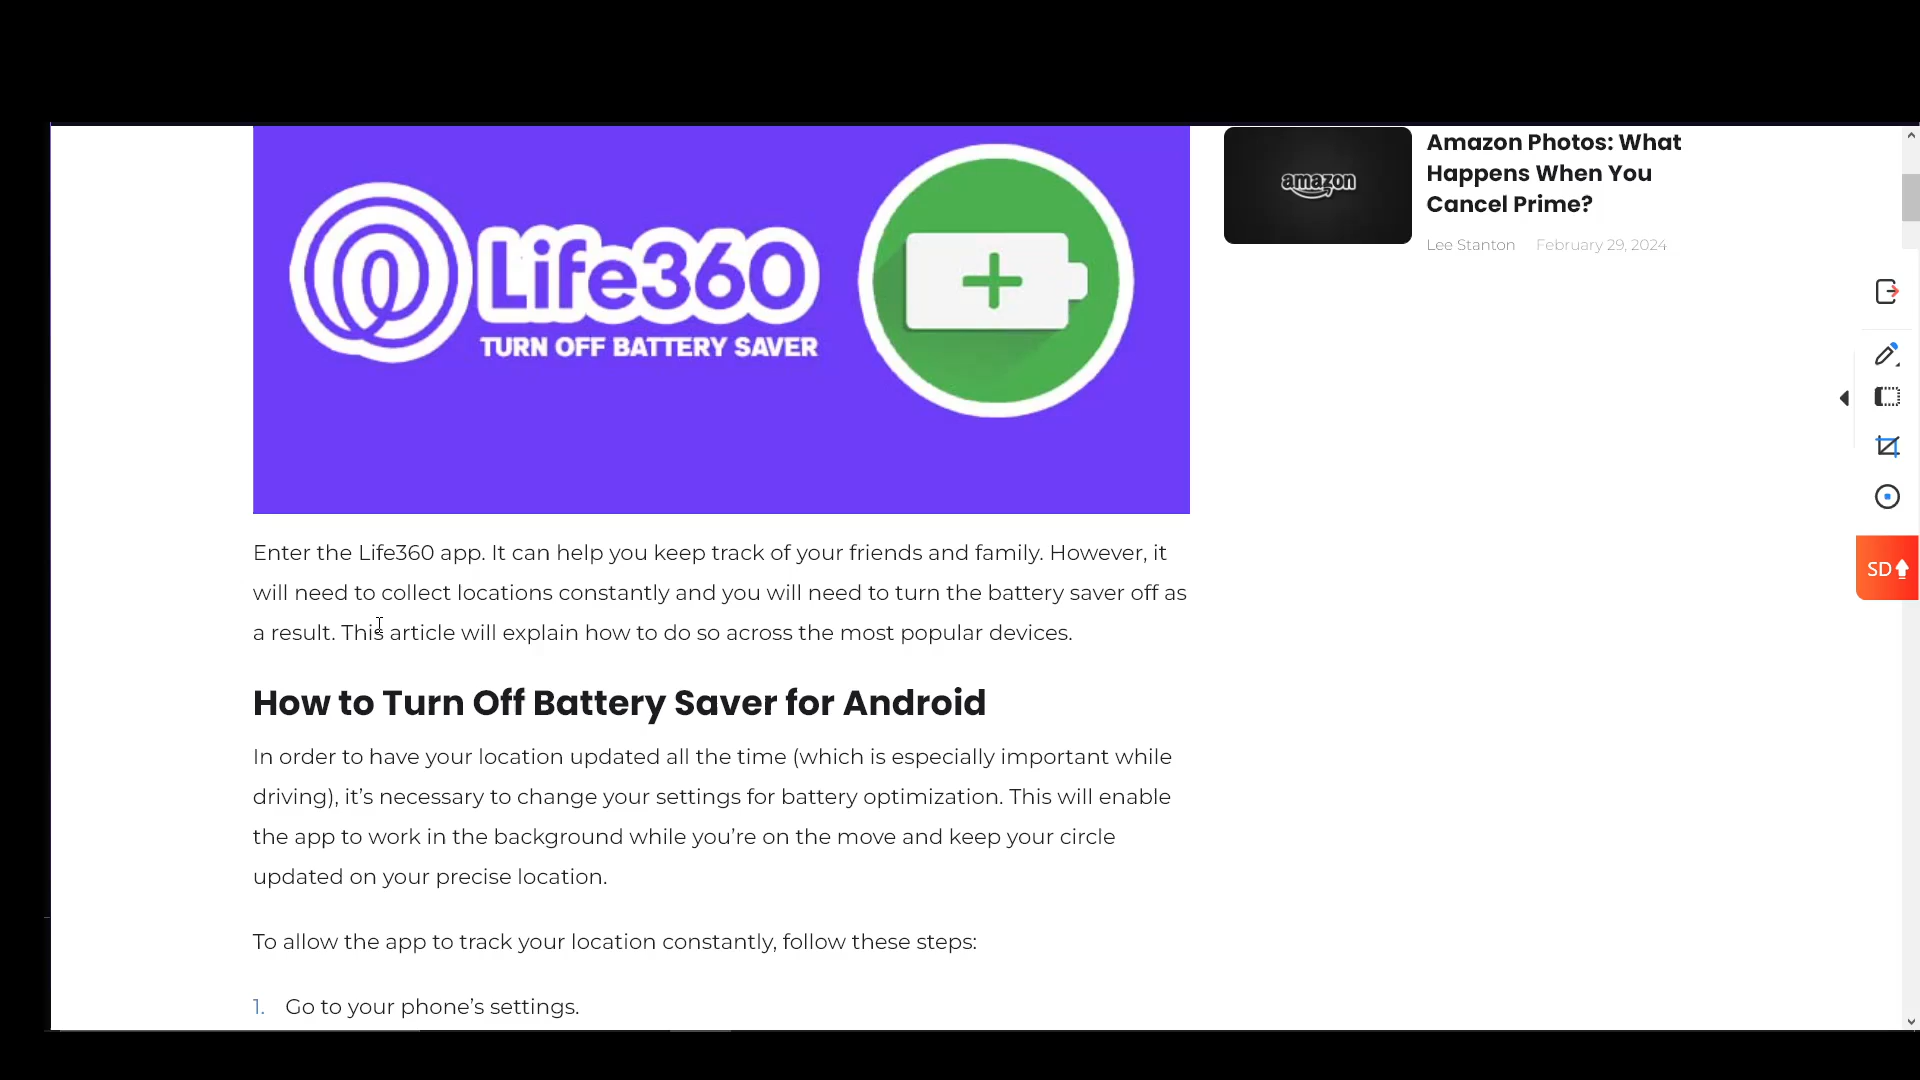 Life360
TURN OFF BATTERY SAVER
amazon
Amazon Photos: What
Happens When You
Cancel Prime?
Lee Stanton February 29, 2024
SD
Enter the Life360 app. It can help you keep track of your friends and family. However, it
will need to collect locations constantly and you will need to turn the battery saver off as
a result. This article will explain how to do so across the most popular devices.
How to Turn Off Battery Saver for Android
In order to have your location updated all the time (which is especially important while
driving), it’s necessary to change your settings for battery optimization. This will enable
the app to work in the background while you’re on the move and keep your circle
updated on your precise location.
To allow the app to track your location constantly, follow these steps:
1. Go to your phone’s settings.